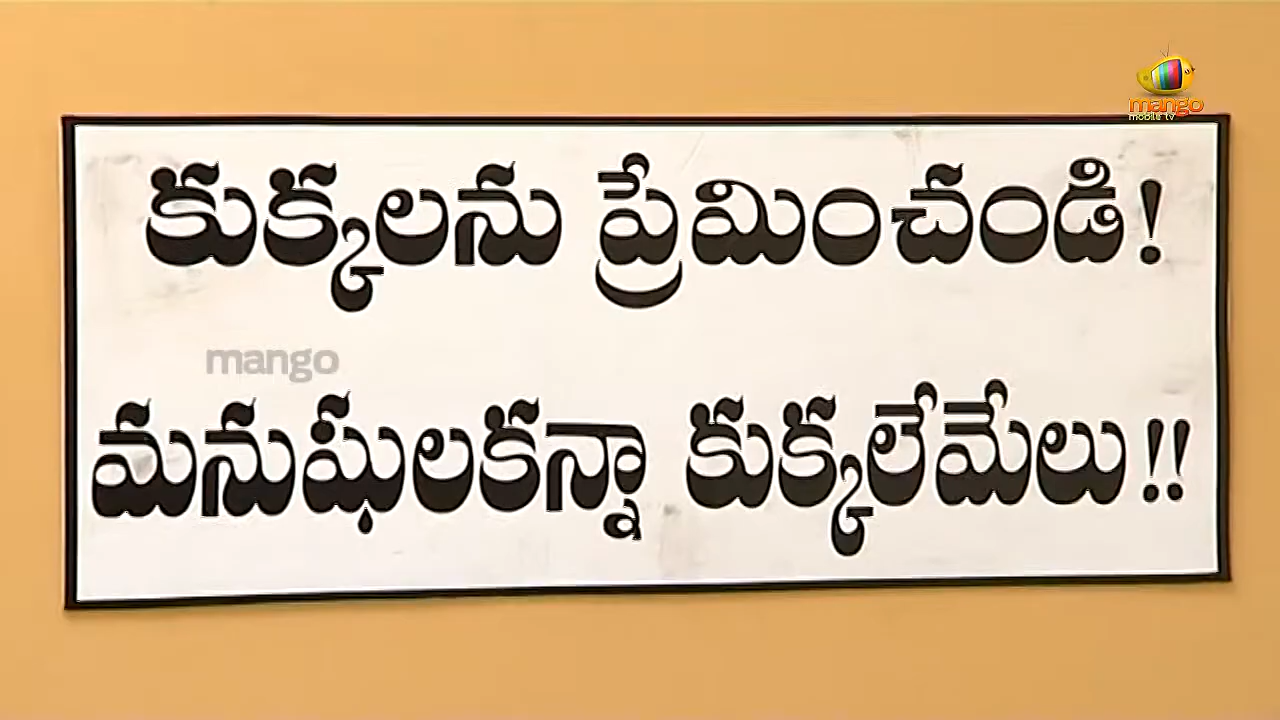 mango
mobile tv
కుక్కలను ప్రేమించండి!
mango
మనుషులకన్నా కుక్కలేమేలు!!